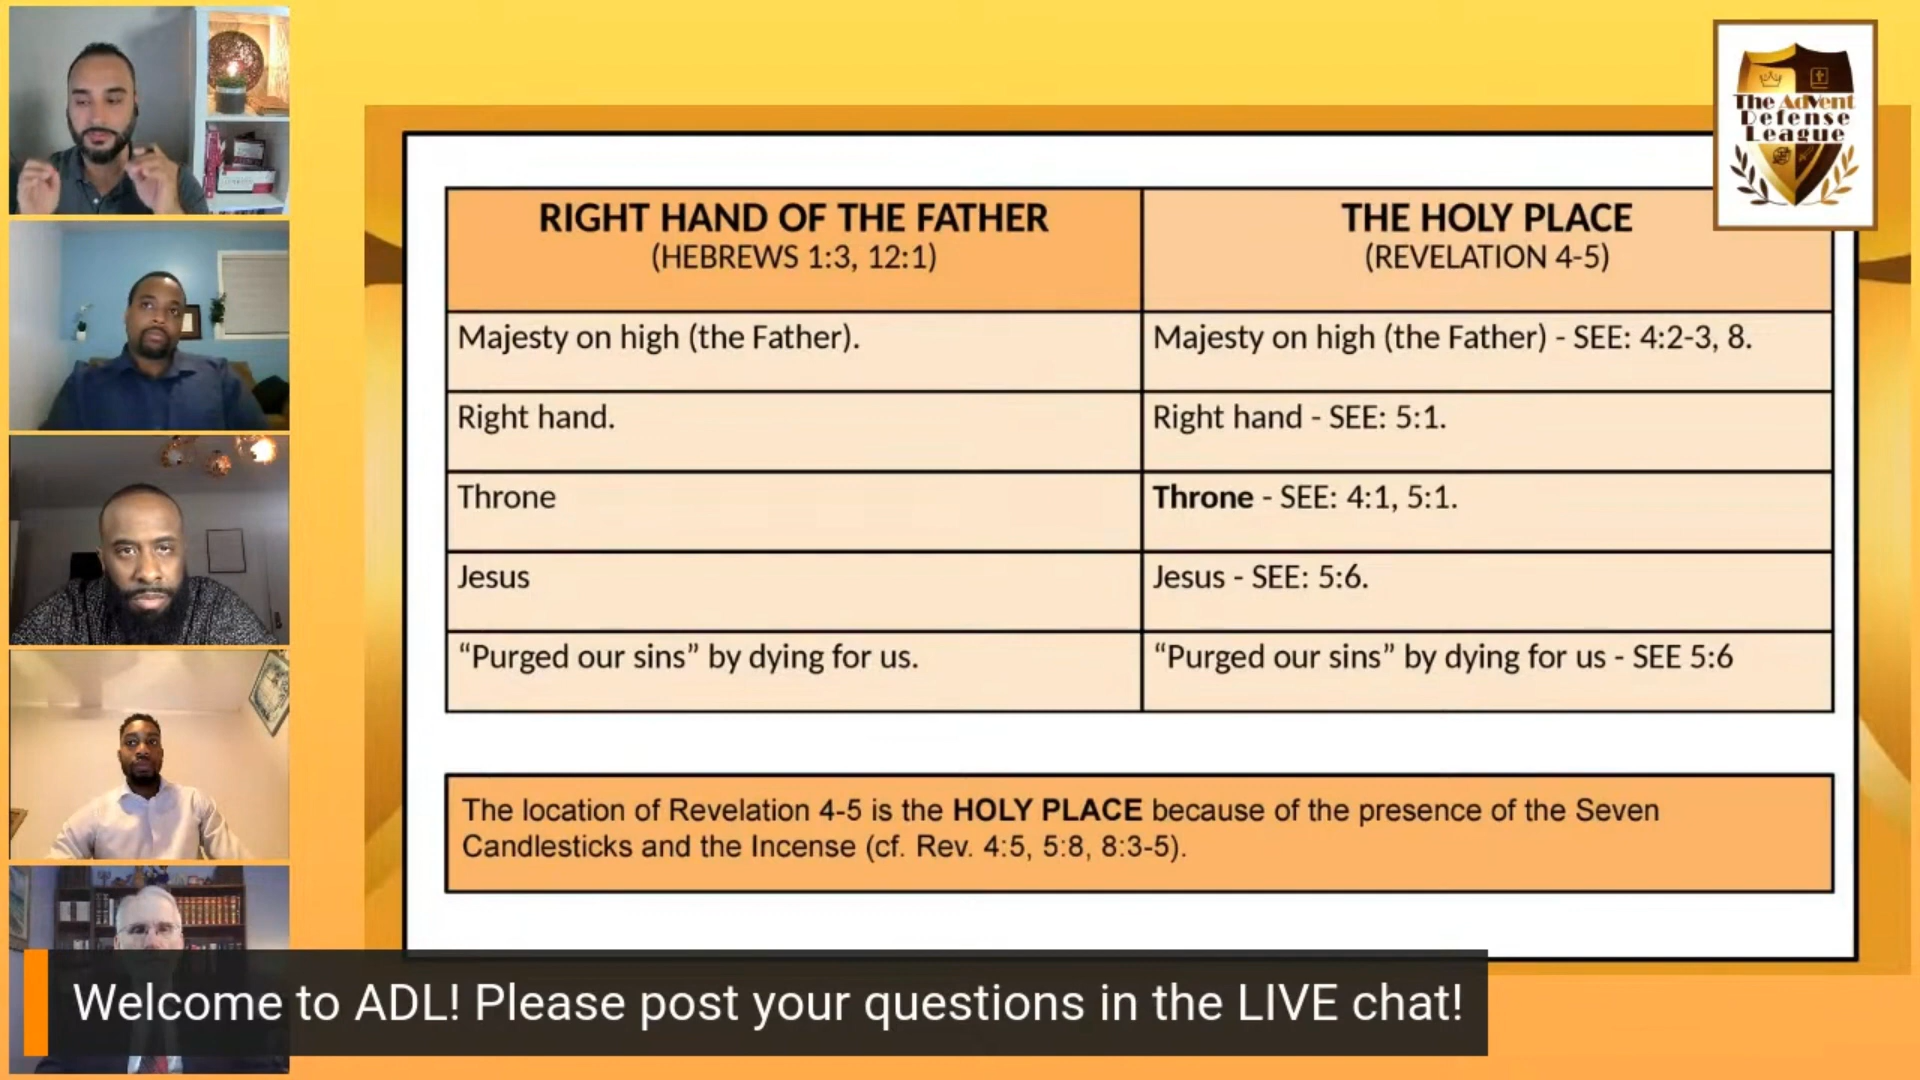 The Advent
Defense
League
RIGHT HAND OF THE FATHER
(HEBREWS 1:3, 12:1)
THE HOLY PLACE
(REVELATION 4-5)
Majesty on high (the Father).
Majesty on high (the Father) - SEE: 4:2-3, 8.
Right hand.
Right hand - SEE: 5:1.
Throne
Throne - SEE: 4:1, 5:1.
Jesus
Jesus - SEE: 5:6.
“Purged our sins” by dying for us.
“Purged our sins” by dying for us - SEE 5:6
The location of Revelation 4-5 is the HOLY PLACE because of the presence of the Seven
Candlesticks and the Incense (cf. Rev. 4:5, 5:8, 8:3-5).
Welcome to ADL! Please post your questions in the LIVE chat!